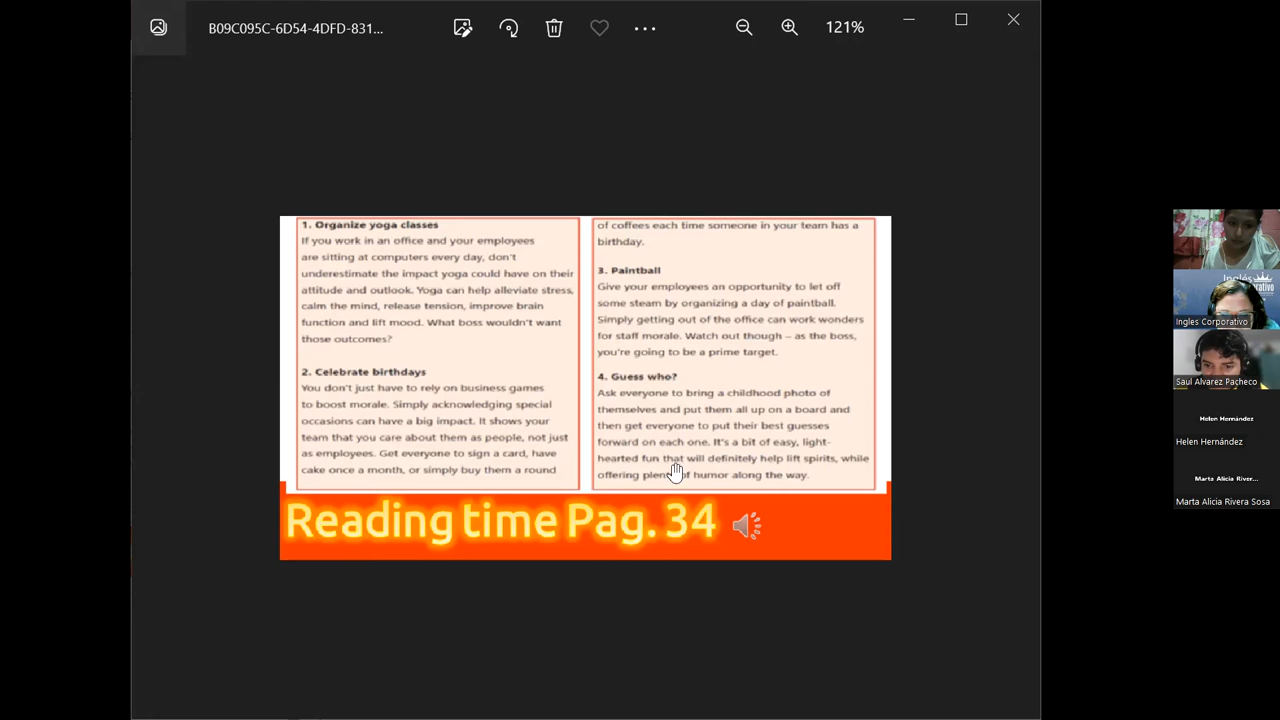 B09C095C-6D54-4DFD-831...
121%
1. Organize yoga classes
If you work in an office and your employees
are sitting at computers every day, don't
underestimate the impact yoga could have on their
attitude and outlook. Yoga can help alleviate stress,
calm the mind, release tension, improve brain
function and lift mood. What boss wouldn't want
those outcomes?
2. Celebrate birthdays
You don't just have to rely on business games
to boost morale. Simply acknowledging special
occasions can have a big impact. It shows your
team that you care about them as people, not just
as employees. Get everyone to sign a card, have
cake once a month, or simply buy them a round
of coffees each time someone in your team has a
birthday.
3. Paintball
Give your employees an opportunity to let off
some steam by organizing a day of paintball.
Simply getting out of the office can work wonders
for staff morale. Watch out though – as the boss,
you're going to be a prime target.
4. Guess who?
Ask everyone to bring a childhood photo of
themselves and put them all up on a board and
then get everyone to put their best guesses
forward on each one. It's a bit of easy, light-
hearted fun that will definitely help lift spirits, while
offering plenty of humor along the way.
Reading time Pag. 34
Inglés
Ingles Corporativo
Saul Alvarez Pacheco
Helen Hernández
Helen Hernández
Marta Alicia River...
Marta Alicia Rivera Sosa